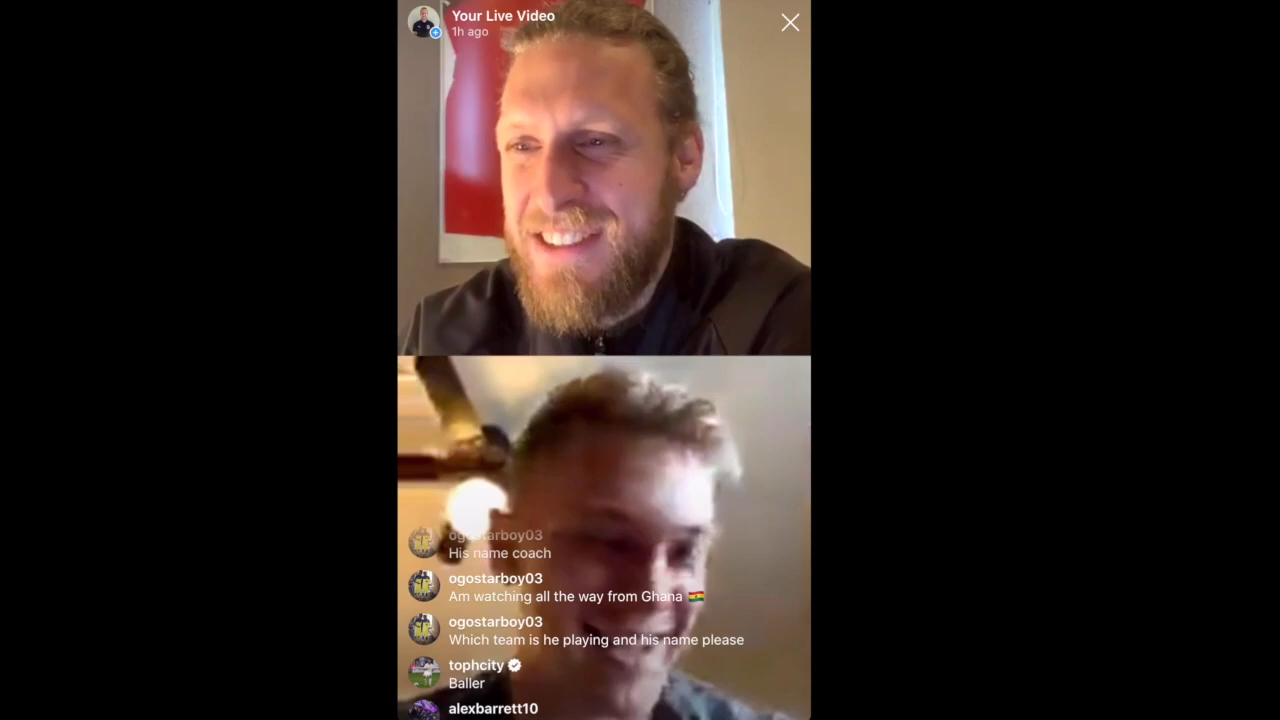 Your Live Video
1h ago
ogostarboy03
His name coach
ogostarboy03
Am watching all the way from Ghana 🇬🇭
ogostarboy03
Which team is he playing and his name please
tophcity
Baller
alexbarrett10